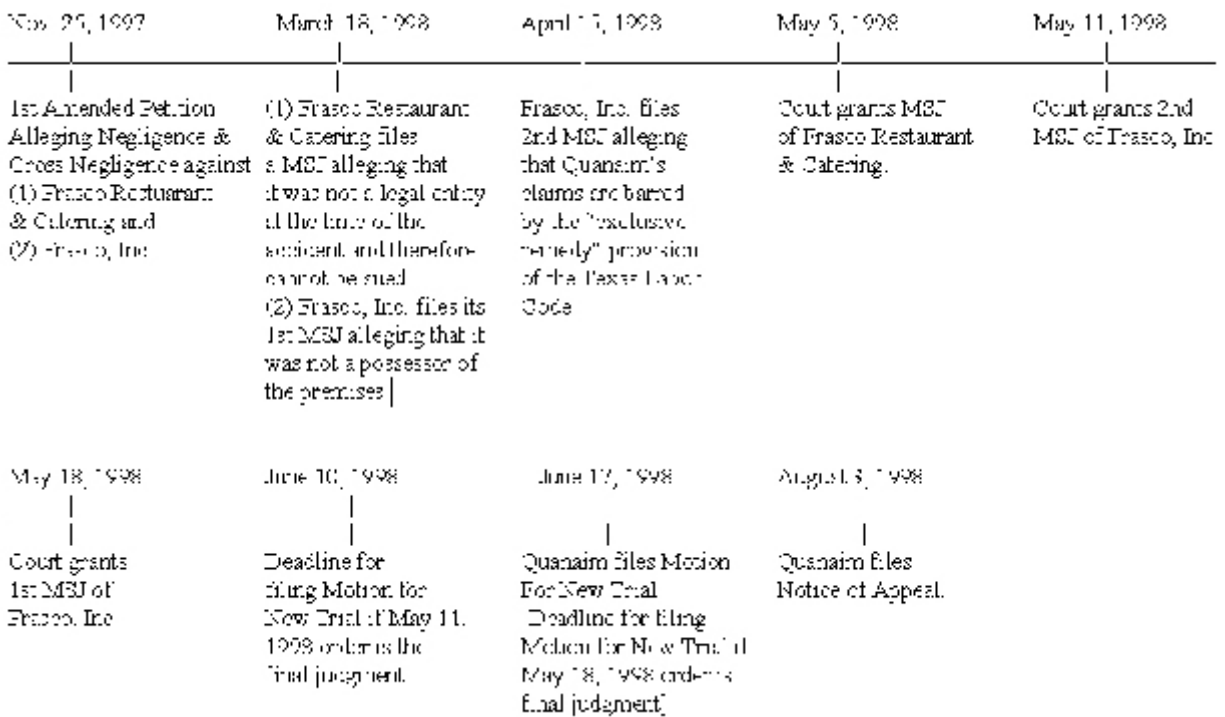 Nov. 25, 1997
March 18, 1998
April 15, 1998
May 5, 1998
May 11, 1998
1st Amended Petition
Alleging Negligence &
Gross Negligence against
(1) Frasco Restuarant
& Catering and
(2) Frasco, Inc
(1) Frasco Restaurant
& Catering files
a MSJ alleging that
it was not a legal entity
at the time of the
accident and therefore
cannot be sued
(2) Frasco, Inc. files its
1st MSJ alleging that it
was not a possessor of
the premises
Frasco, Inc. files
2nd MSJ alleging
that Quanaim's
claims are barred
by the "exclusive
remedy" provision
of the Texas Labor
Code
Court grants MSJ
of Frasco Restaurant
& Catering.
Court grants 2nd
MSJ of Frasco, Inc
May 18, 1998
June 10, 1998
June 17, 1998
August 3, 1998
Court grants
1st MSJ of
Frasco, Inc
Deadline for
filing Motion for
New Trial if May 11,
1998 order is the
final judgment
Quanaim files Motion
For New Trial
[Deadline for filing
Motion for New Trial if
May 18, 1998 order is
final judgment]
Quanaim files
Notice of Appeal.